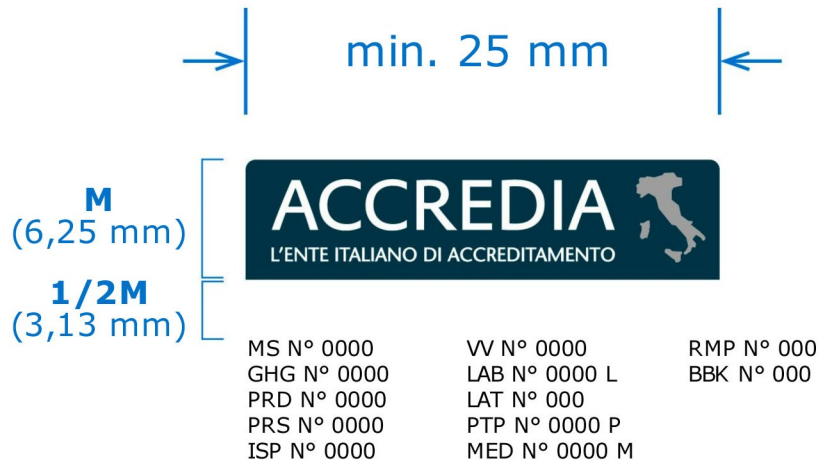 min. 25 mm
M
(6,25 mm)
ACCREDIA
L'ENTE ITALIANO DI ACCREDITAMENTO
1/2M
(3,13 mm)
MS N° 0000
GHG N° 0000
PRD N° 0000
PRS N° 0000
ISP N° 0000
VV N° 0000
LAB N° 0000 L
LAT N° 000
PTP N° 0000 P
MED N° 0000 M
RMP N° 000
BBK N° 000